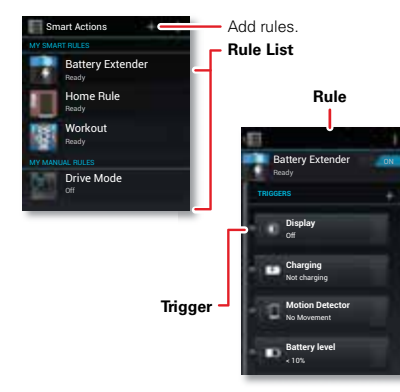 Smart Actions
Add rules.
MY SMART RULES
Rule List
Battery Extender
Ready
Home Rule
Ready
Workout
Ready
MY MANUAL RULES
Drive Mode
Off
Rule
Battery Extender
Ready
ON
TRIGGERS
Display
Off
Charging
Not charging
Trigger
Motion Detector
No Movement
Battery level
< 10%